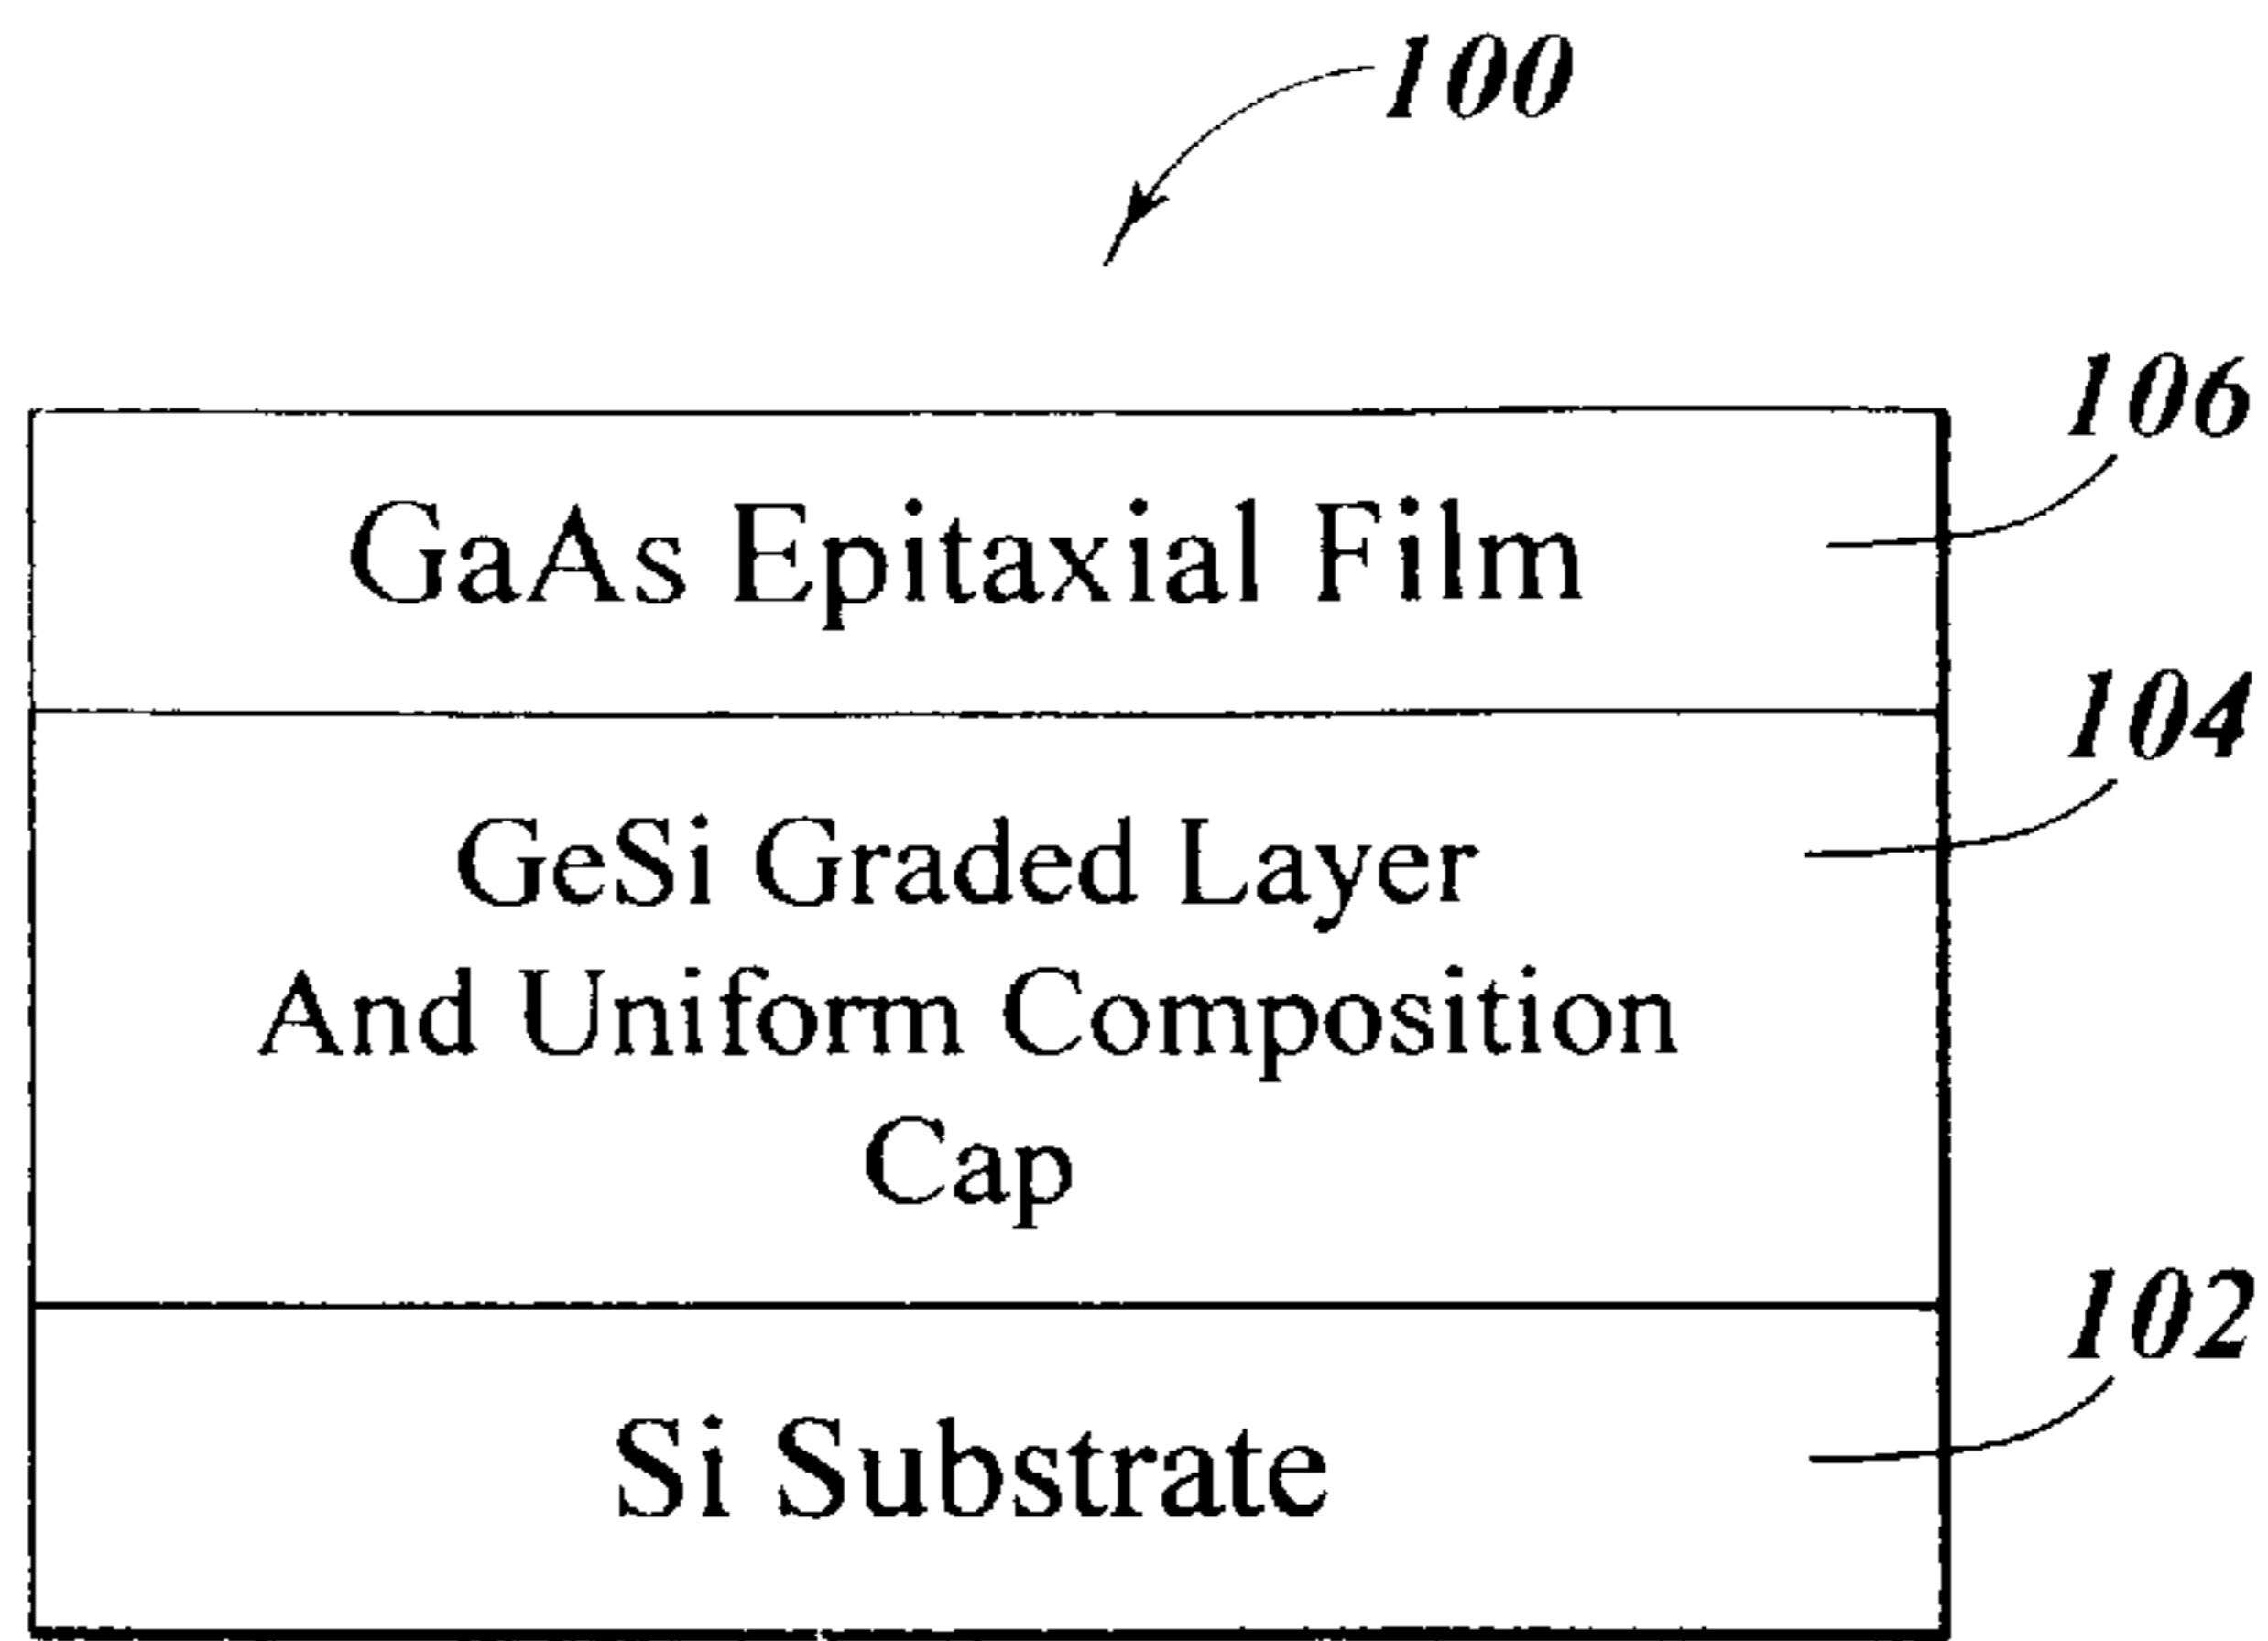 100
106
GaAs Epitaxial Film
104
GeSi Graded Layer
And Uniform Composition
Cap
102
Si Substrate